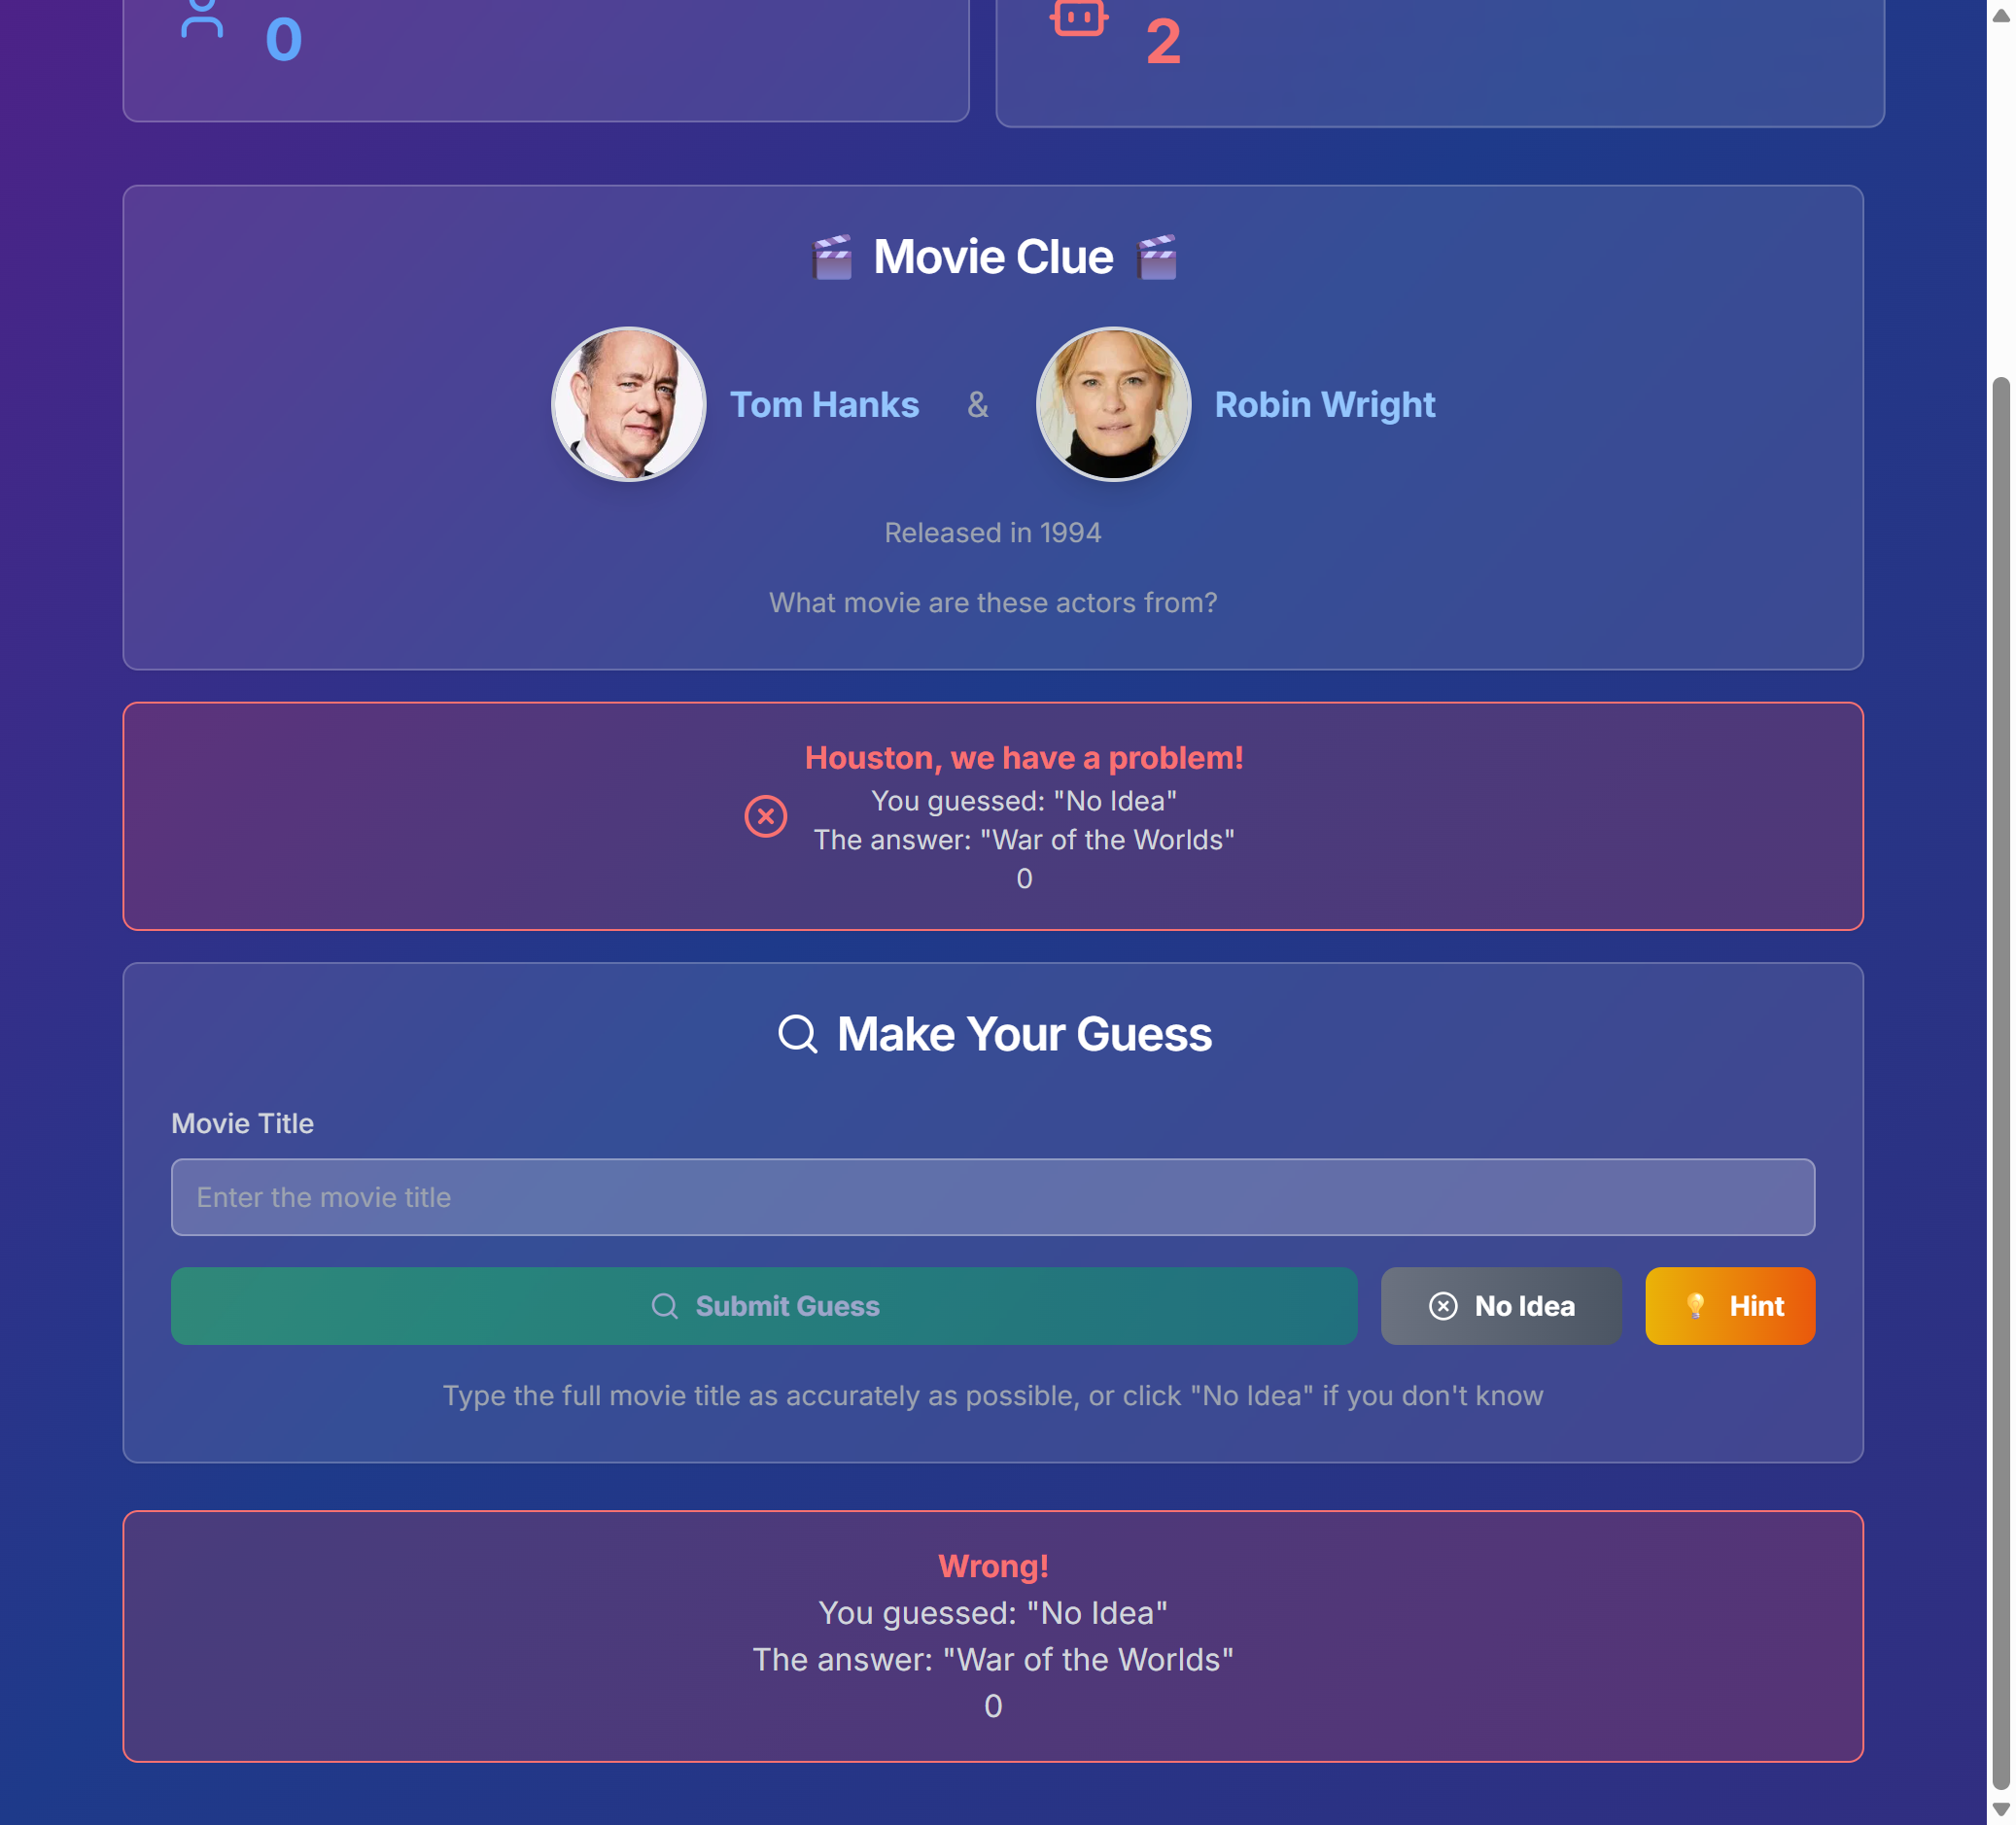 0
2
Movie Clue
Tom Hanks & Robin Wright
Released in 1994
What movie are these actors from?
Houston, we have a problem!
You guessed: "No Idea"
The answer: "War of the Worlds"
0
Make Your Guess
Movie Title
Enter the movie title
Submit Guess
No Idea
Hint
Type the full movie title as accurately as possible, or click "No Idea" if you don't know
Wrong!
You guessed: "No Idea"
The answer: "War of the Worlds"
0